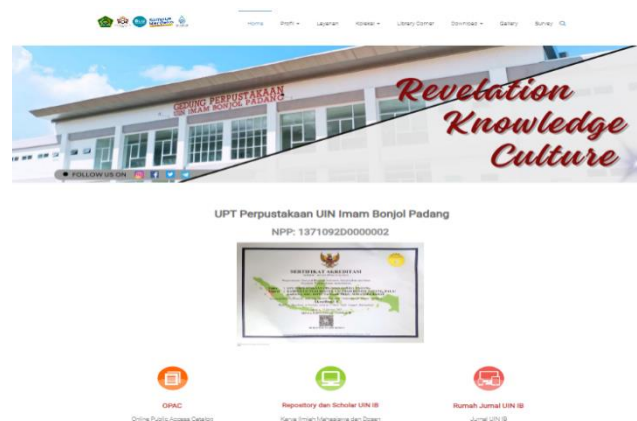 Home Profil Layanan Koleksi Library Corner Download Gallery Survey
GEDUNG PERPUSTAKAAN
UIN IMAM BONJOL PADANG
Revelation
Knowledge
Culture
FOLLOW US ON
UPT Perpustakaan UIN Imam Bonjol Padang
NPP: 1371092D0000002
SERTIFIKAT AKREDITASI
OPAC
Online Public Access Catalog
Repository dan Scholar UIN IB
Karya Ilmiah Mahasiswa dan Dosen
Rumah Jurnal UIN IB
Jurnal UIN IB